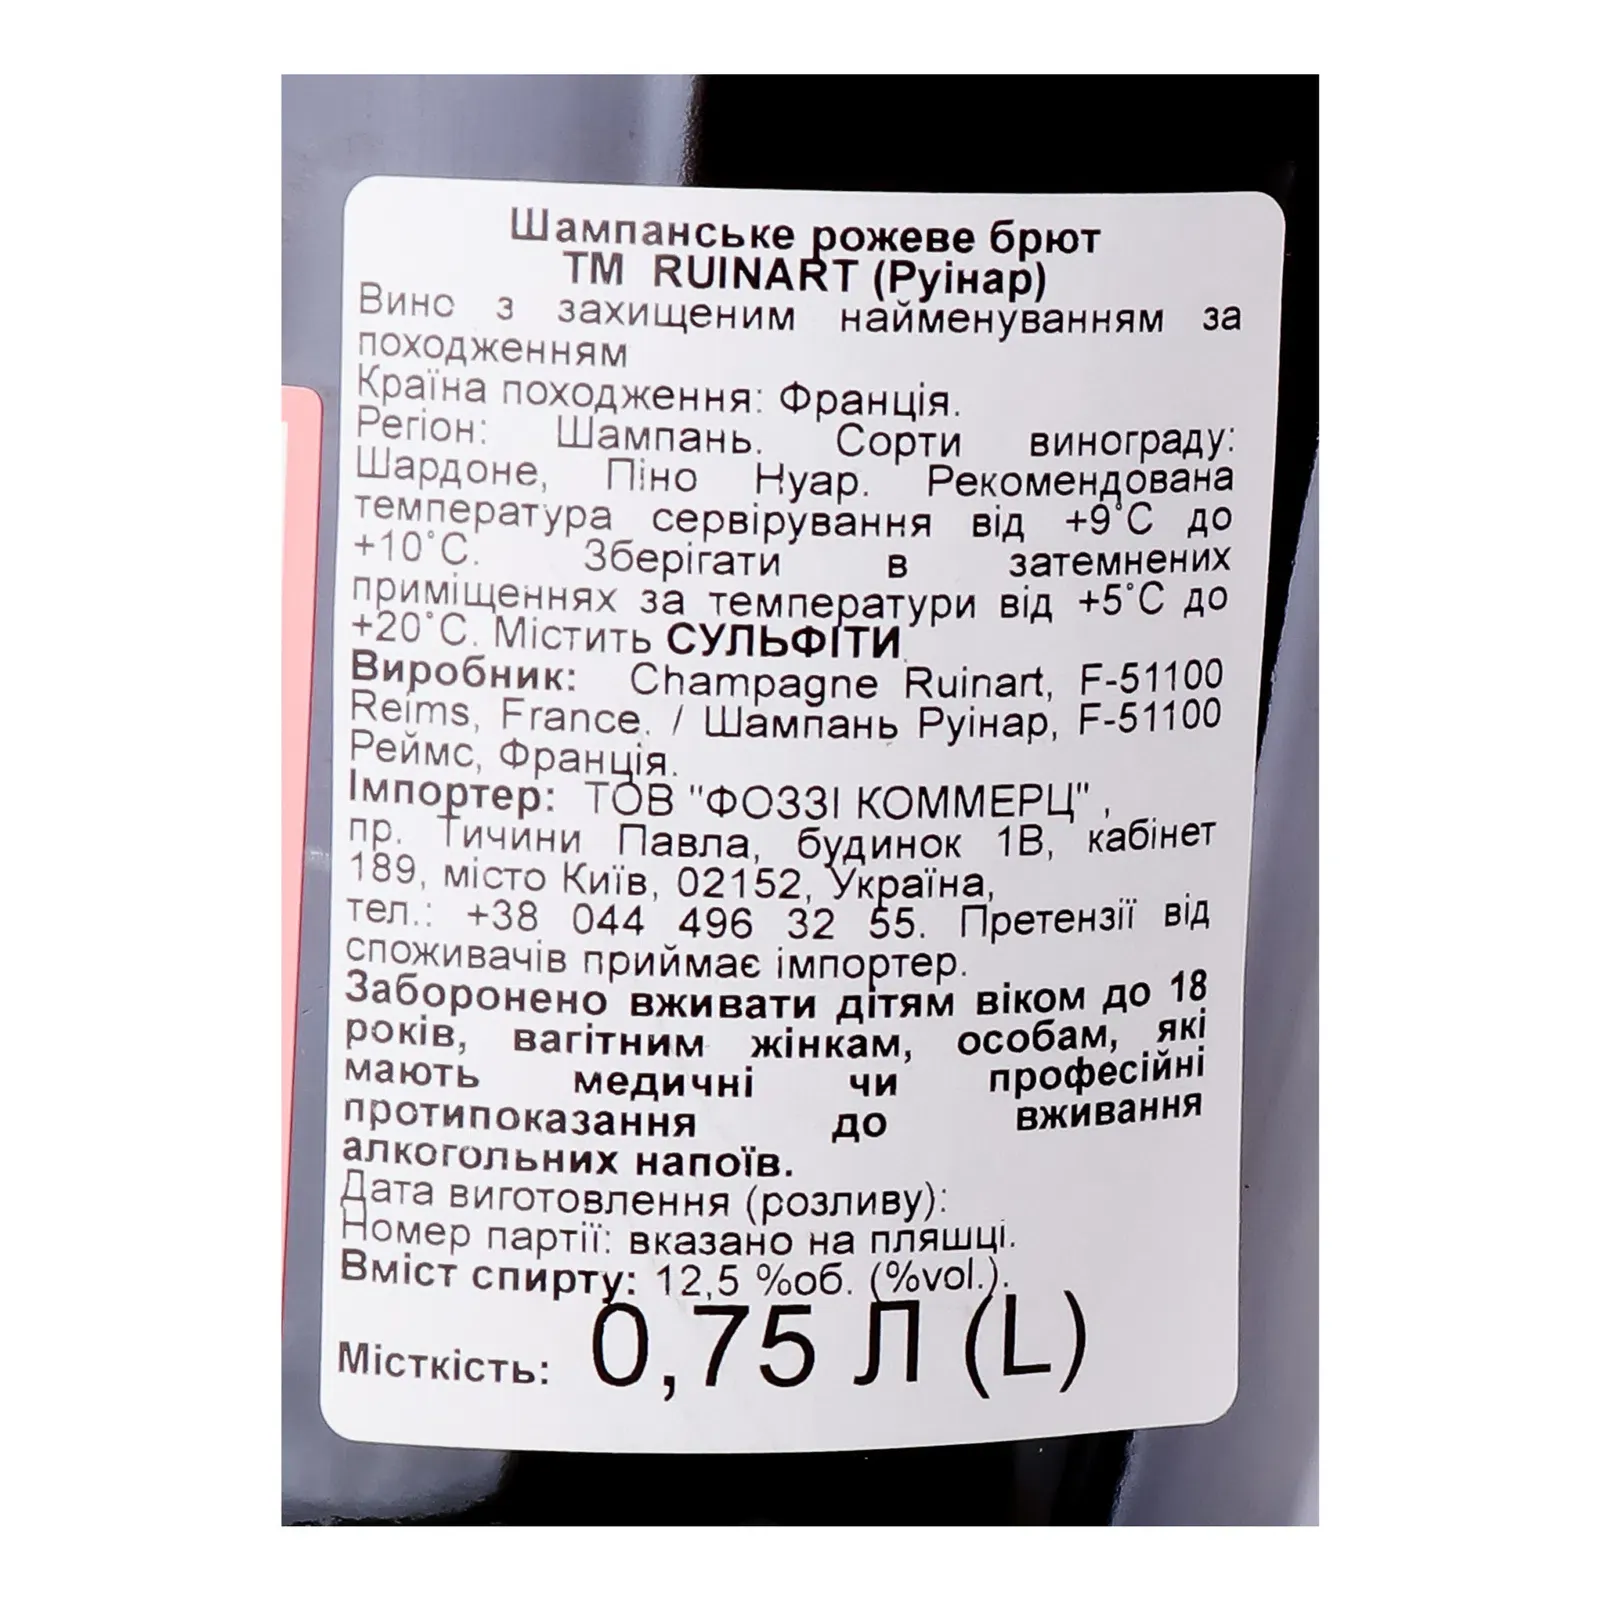 Шампанське рожеве брют
ТМ RUINART (Руінар)
Вино з захищеним найменуванням за
походженням
Країна походження: Франція.
Регіон: Шампань. Сорти винограду:
Шардоне, Піно Нуар. Рекомендована
температура сервірування від +9°С до
+10°С. Зберігати в затемнених
приміщеннях за температури від +5°С до
+20°С. Містить СУЛЬФІТИ.
Виробник: Champagne Ruinart, F-51100
Reims, France. / Шампань Руінар, F-51100
Реймс, Франція.
Імпортер: ТОВ "ФОЗЗІ КОММЕРЦ" ,
пр. Тичини Павла, будинок 1В, кабінет
189, місто Київ, 02152, Україна,
тел.: +38 044 496 32 55. Претензії від
споживачів приймає імпортер.
Заборонено вживати дітям віком до 18
років, вагітним жінкам, особам, які
мають медичні чи професійні
протипоказання до вживання
алкогольних напоїв.
Дата виготовлення (розливу):
Номер партії: вказано на пляшці.
Вміст спирту: 12,5 %об. (%vol.).
Місткість: 0,75 Л (L)